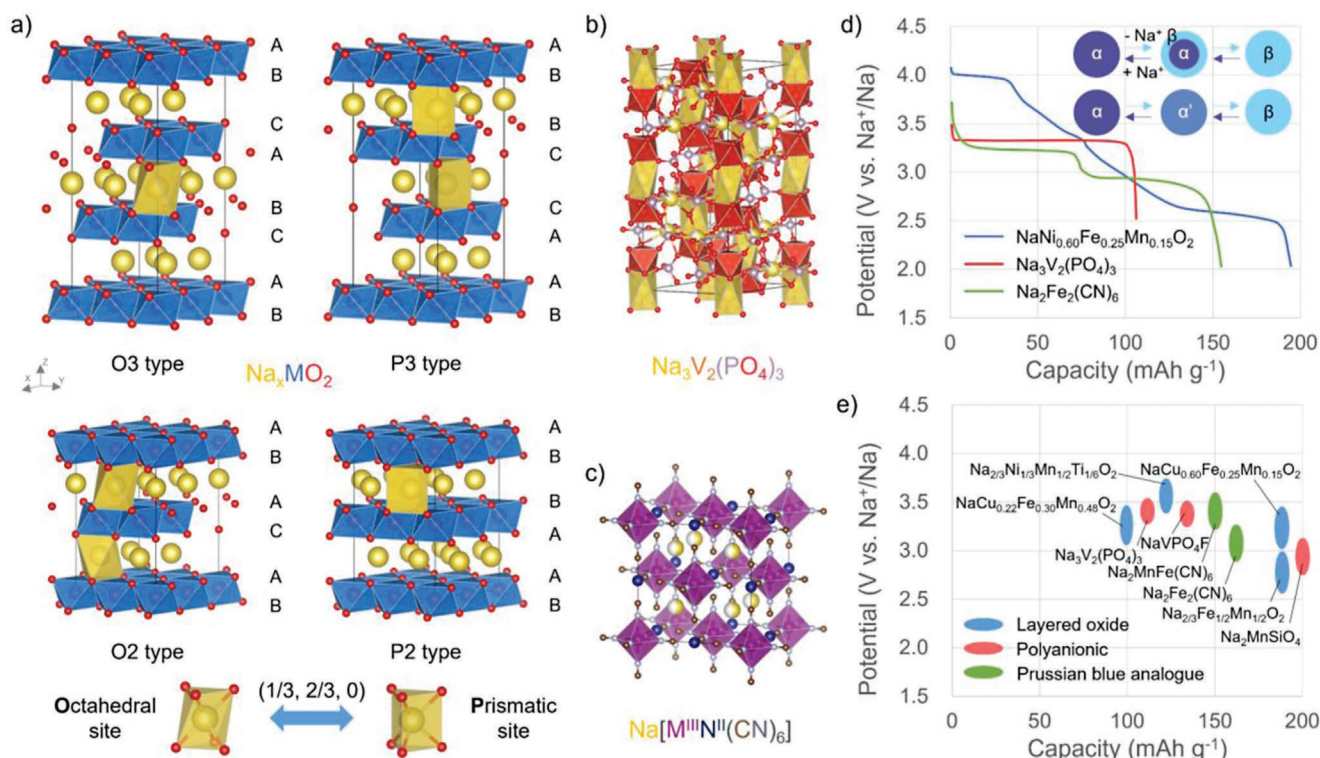 a)
A
B
C
A
B
C
A
B
O3 type
A
B
B
C
C
A
A
B
P3 type
NaₓMO₂
Z
X
Y
A
B
A
C
A
B
O2 type
A
B
A
B
A
B
P2 type
Octahedral
site
(1/3, 2/3, 0)
Prismatic
site
b)
Na₃V₂(PO₄)₃
c)
Na[MᴵᴵᴵNᴵᴵ(CN)₆]
d)
Potential (V vs. Na⁺/Na)
4.5
4.0
3.5
3.0
2.5
2.0
1.5
α
- Na⁺
+ Na⁺
β
α
β
α
α'
β
NaNi₀.₆₀Fe₀.₂₅Mn₀.₁₅O₂
Na₃V₂(PO₄)₃
Na₂Fe₂(CN)₆
0 50 100 150 200
Capacity (mAh g⁻¹)
e)
Potential (V vs. Na⁺/Na)
4.5
4.0
3.5
3.0
2.5
2.0
1.5
Na₂/₃Ni₁/₃Mn₁/₂Ti₁/₆O₂
NaCu₀.₆₀Fe₀.₂₅Mn₀.₁₅O₂
NaCu₀.₂₂Fe₀.₃₀Mn₀.₄₈O₂
Na₃V₂(PO₄)₃
NaVPO₄F
Na₂MnFe(CN)₆
Na₂Fe₂(CN)₆
Na₂/₃Fe₁/₂Mn₁/₂O₂
Na₂MnSiO₄
Layered oxide
Polyanionic
Prussian blue analogue
0 50 100 150 200
Capacity (mAh g⁻¹)